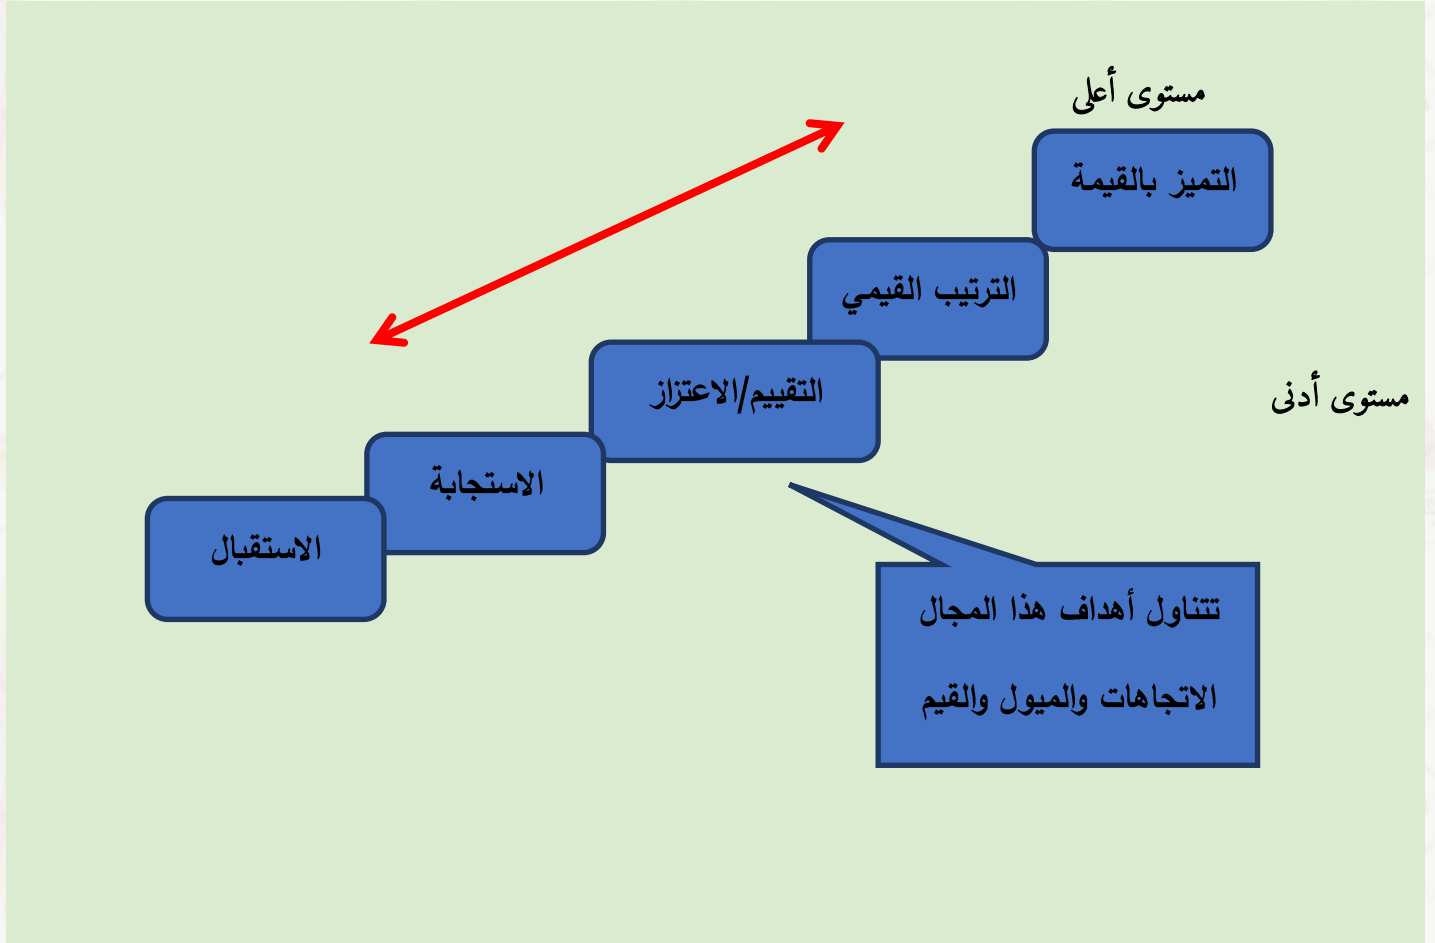 مستوى أعلى
التميز بالقيمة
الترتيب القيمي
التقييم/الاعتزاز
مستوى أدنى
الاستجابة
الاستقبال
تتناول أهداف هذا المجال
الاتجاهات والميول والقيم